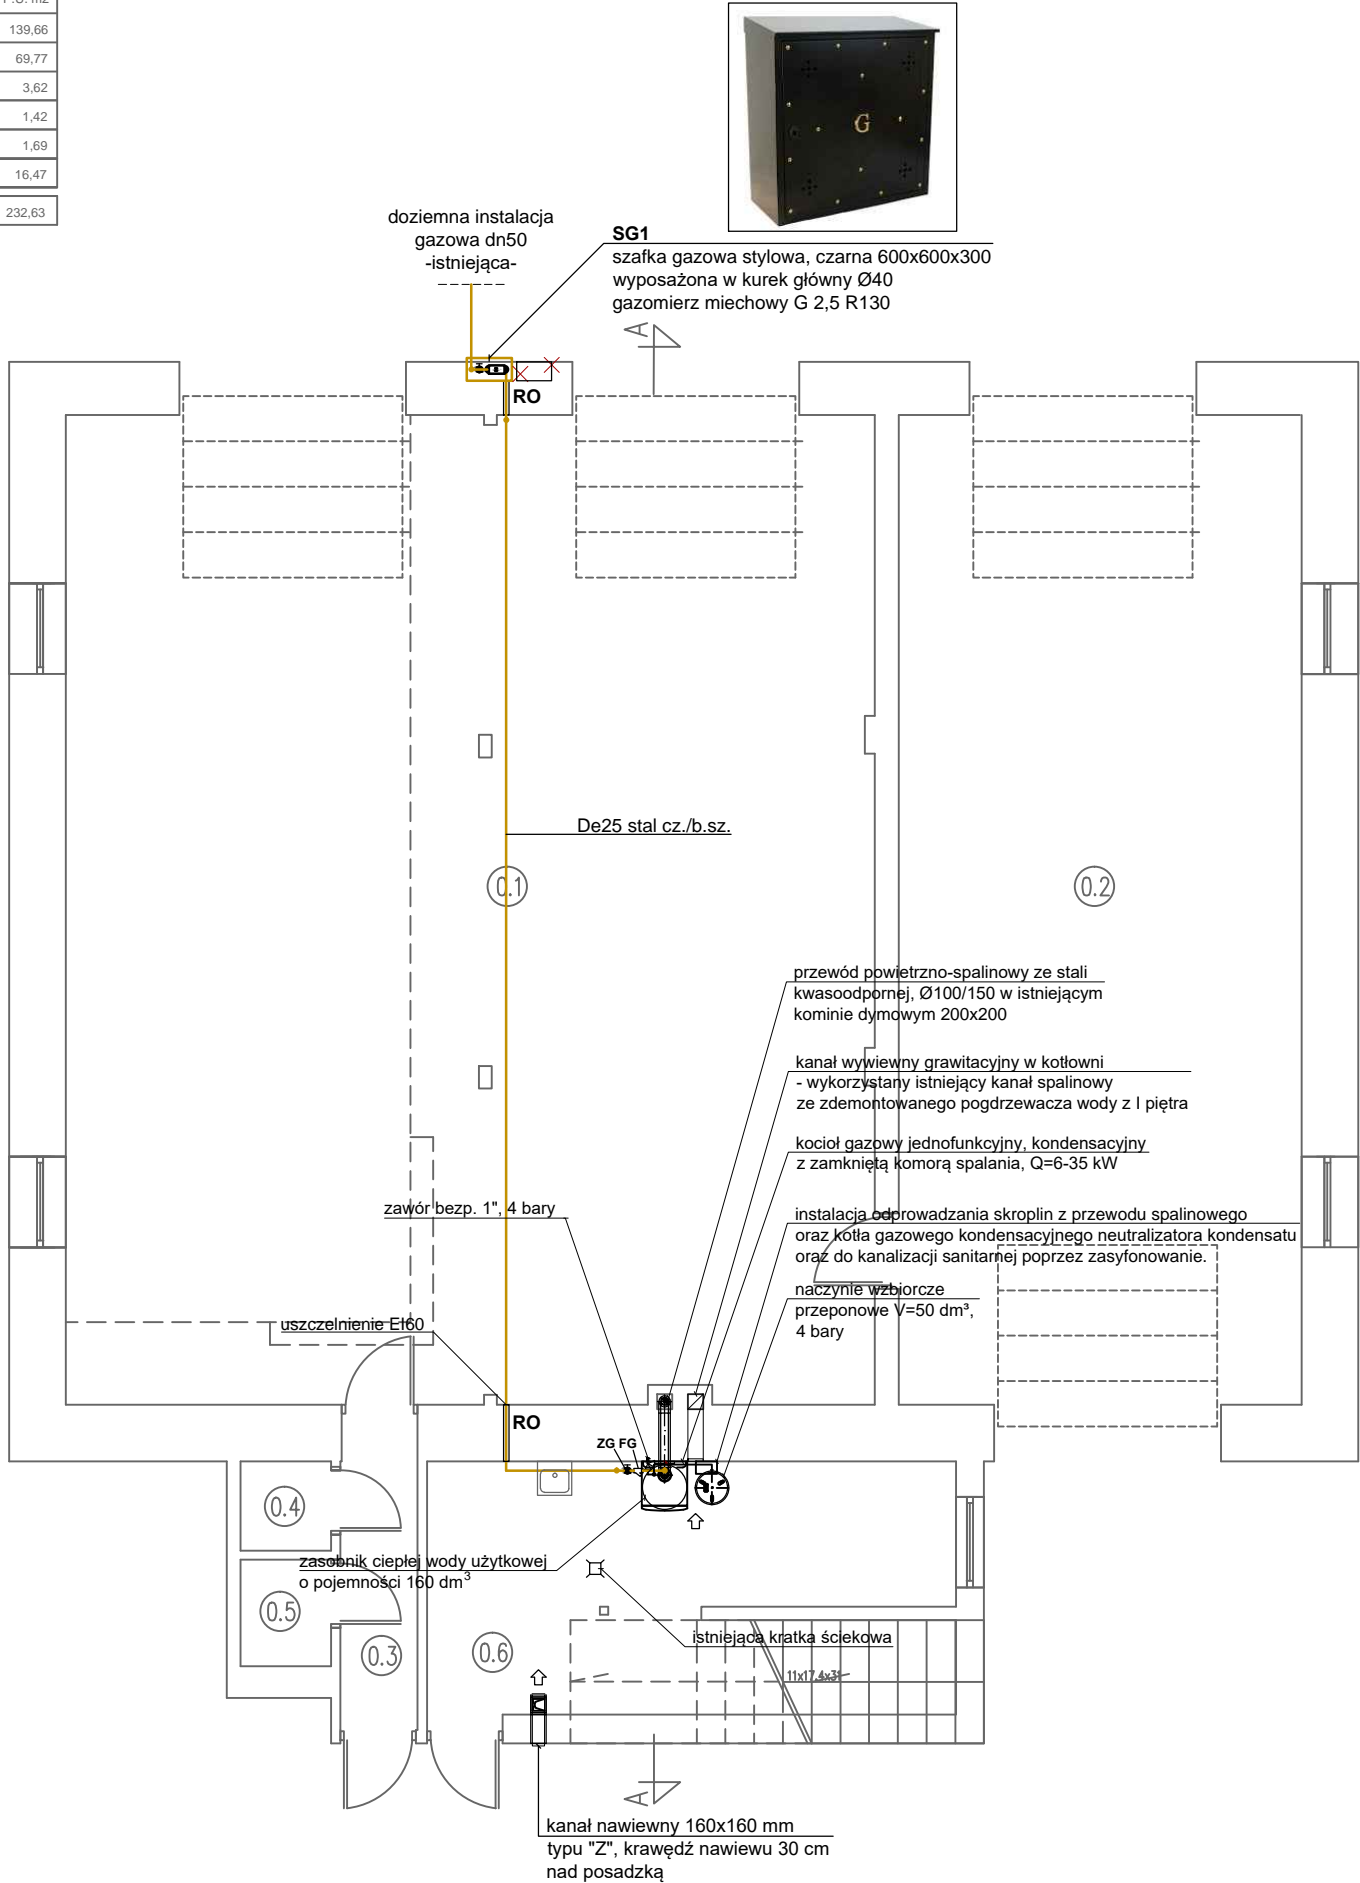 139,66
69,77
3,62
1,42
1,69
16,47
232,63
G
doziemna instalacja
gazowa dn50
-istniejąca-
SG1
szafka gazowa stylowa, czarna 600x600x300
wyposażona w kurek główny Ø40
gazomierz miechowy G 2,5 R130
A
RO
De25 stal cz./b.sz.
0.1
0.2
przewód powietrzno-spalinowy ze stali
kwasoodpornej, Ø100/150 w istniejącym
kominie dymowym 200x200
kanał wywiewny grawitacyjny w kotłowni
- wykorzystany istniejący kanał spalinowy
ze zdemontowanego pogdrzewacza wody z I piętra
kocioł gazowy jednofunkcyjny, kondensacyjny
z zamkniętą komorą spalania, Q=6-35 kW
zawór bezp. 1", 4 bary
instalacja odprowadzania skroplin z przewodu spalinowego
oraz kotła gazowego kondensacyjnego neutralizatora kondensatu
oraz do kanalizacji sanitarnej poprzez zasyfonowanie.
naczynie wzbiorcze
przeponowe V=50 dm³,
4 bary
uszczelnienie EI60
RO
ZG FG
0.4
zasobnik ciepłej wody użytkowej
o pojemności 160 dm³
0.5
istniejąca kratka ściekowa
0.3
0.6
11x17,4x31
A
kanał nawiewny 160x160 mm
typu "Z", krawędź nawiewu 30 cm
nad posadzką